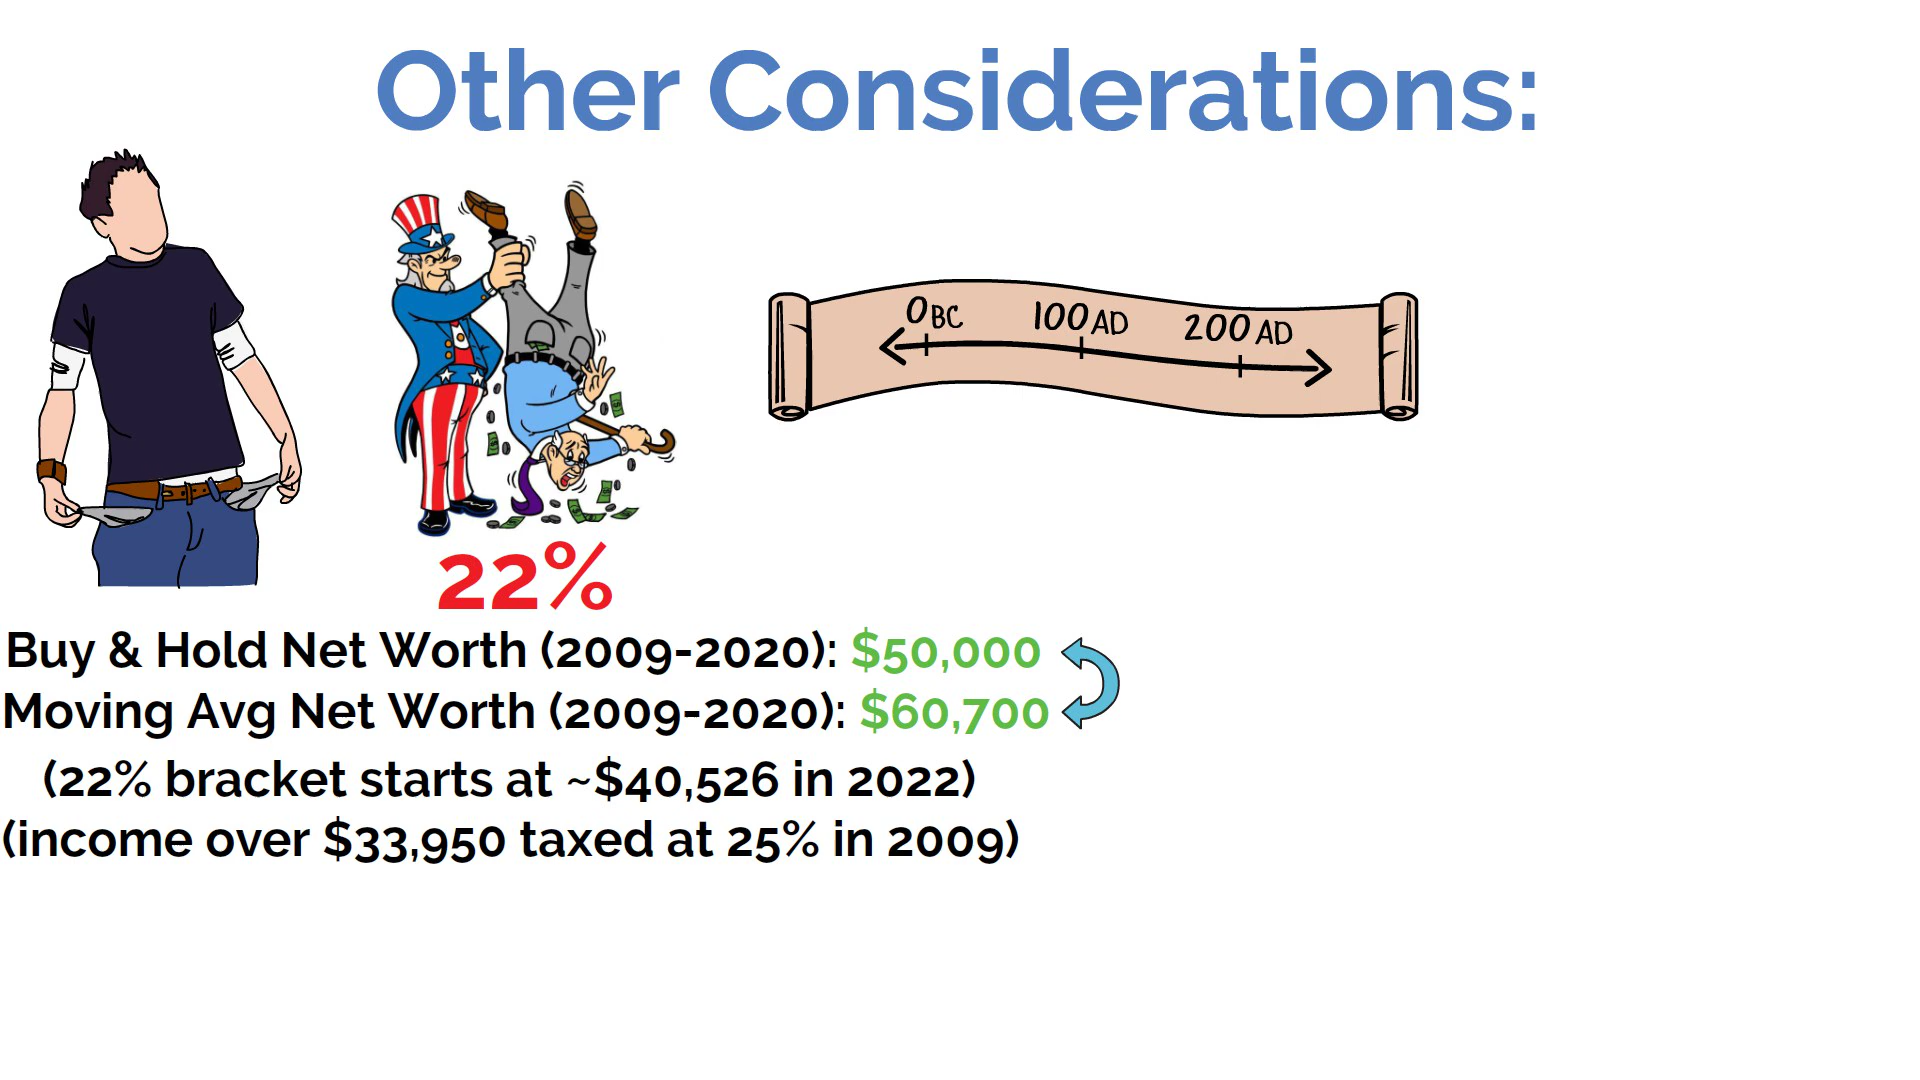 Other Considerations:
0 BC 100 AD 200 AD
22%
Buy & Hold Net Worth (2009-2020): $50,000
Moving Avg Net Worth (2009-2020): $60,700
(22% bracket starts at ~$40,526 in 2022)
(income over $33,950 taxed at 25% in 2009)